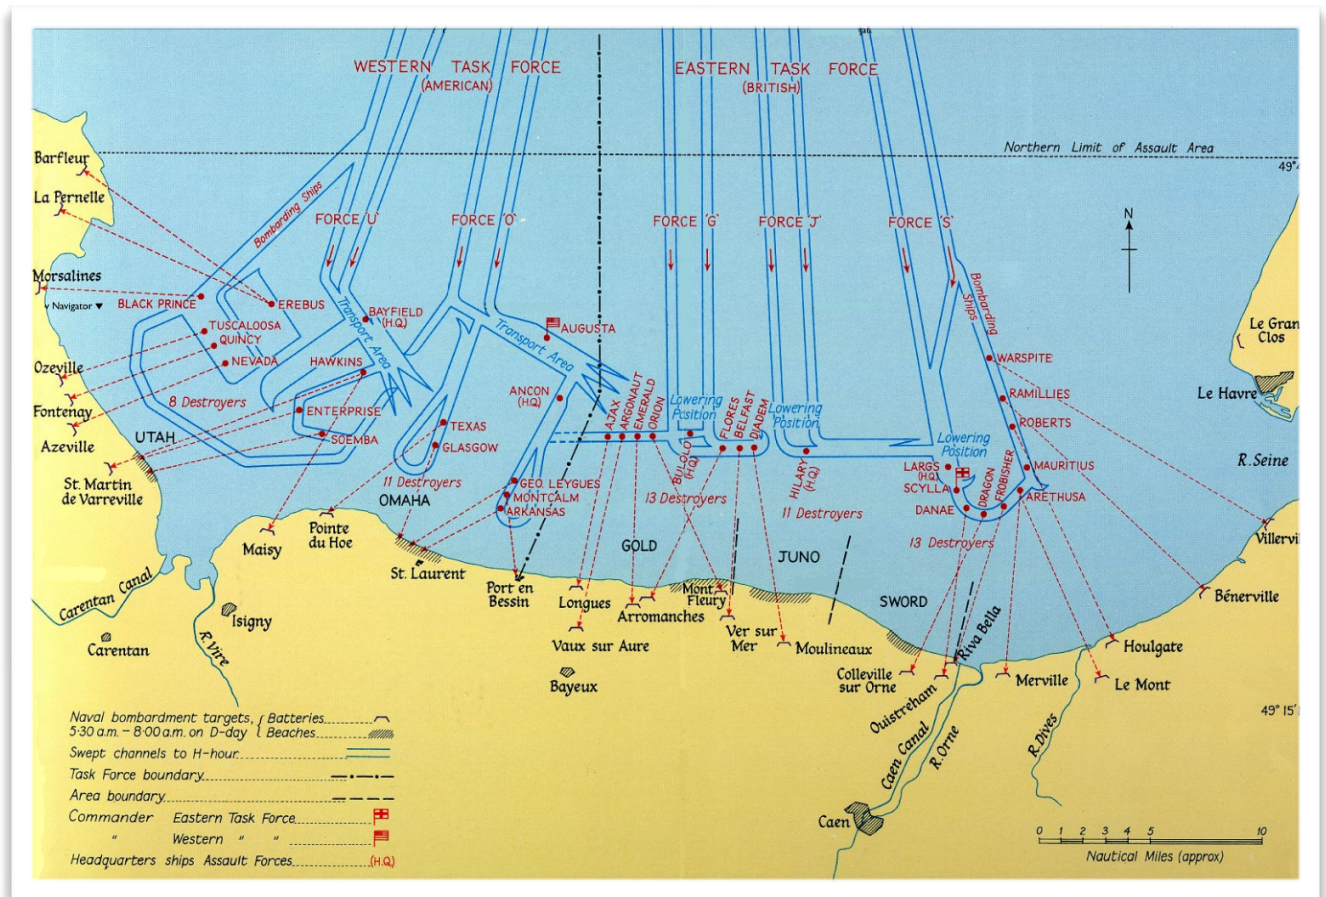 WESTERN TASK FORCE
(AMERICAN)
EASTERN TASK FORCE
(BRITISH)
Northern Limit of Assault Area
Barfleur
La Pernelle
Morsalines
Navigator ▼
Ozeville
Fontenay
Azeville
St. Martin
de Varreville
UTAH
Bombarding Ships
FORCE 'U'
FORCE 'O'
FORCE 'G'
FORCE 'J'
FORCE 'S'
Bombarding
Ships
N
BLACK PRINCE
EREBUS
TUSCALOOSA
QUINCY
NEVADA
BAYFIELD
(H.Q.)
Transport Area
HAWKINS
8 Destroyers
ENTERPRISE
SOEMBA
Transport Area
AUGUSTA
ANCON
(H.Q.)
TEXAS
GLASGOW
11 Destroyers
OMAHA
GEO. LEYGUES
MONTCALM
ARKANSAS
AJAX
ARGONAUT
EMERALD
ORION
Lowering
Position
BULOLO
(H.Q.)
FLORES
BELFAST
DIADEM
13 Destroyers
Lowering
Position
HILARY
(H.Q.)
11 Destroyers
Lowering
Position
LARGS
(H.Q.)
SCYLLA
DANAE
DRAGON
FROBISHER
WARSPITE
RAMILLIES
ROBERTS
MAURITIUS
ARETHUSA
13 Destroyers
GOLD
JUNO
SWORD
Le Gran
Clos
Le Havre
R. Seine
Villervi
Bénerville
Houlgate
Le Mont
Merville
Riva Bella
Ouistreham
Colleville
sur Orne
Moulineaux
Ver sur
Mer
Mont
Fleury
Arromanches
Longues
Vaux sur Aure
Bayeux
Port en
Bessin
St. Laurent
Pointe
du Hoe
Maisy
Isigny
R. Vire
Carentan Canal
Carentan
Caen Canal
R. Orne
R. Dives
Caen
49° 15'
Naval bombardment targets, { Batteries
5·30 a.m. – 8·00 a.m. on D-day { Beaches
Swept channels to H-hour
Task Force boundary
Area boundary
Commander Eastern Task Force
" Western " "
Headquarters ships Assault Forces (H.Q.)
0 1 2 3 4 5 10
Nautical Miles (approx)